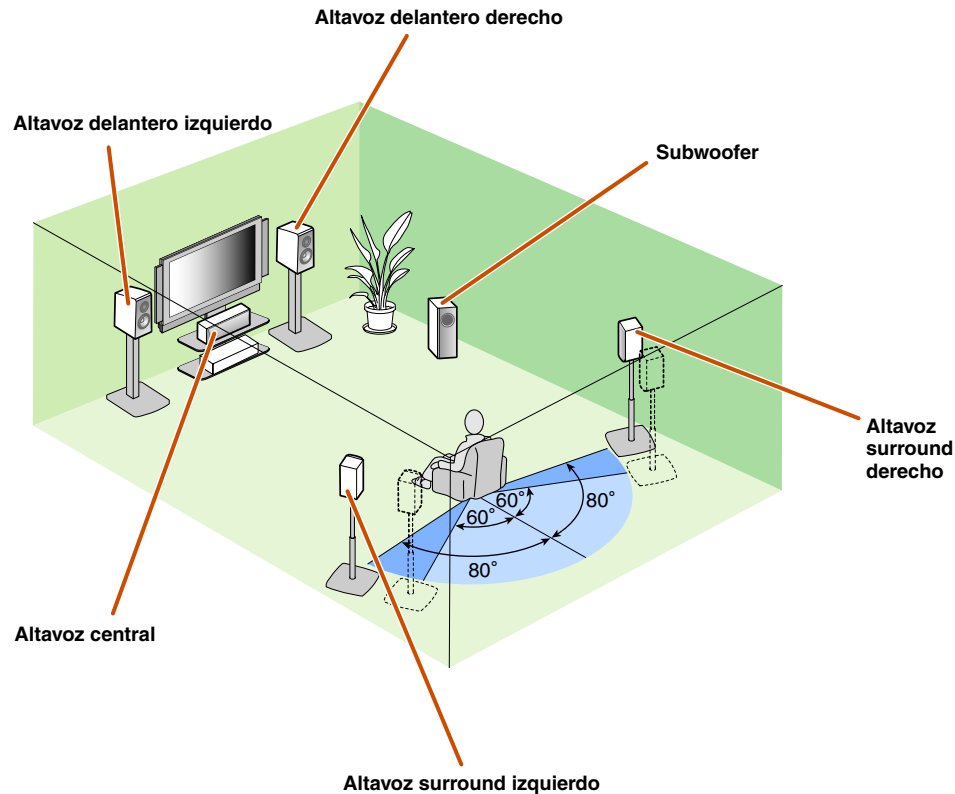 Altavoz delantero derecho
Altavoz delantero izquierdo
Subwoofer
Altavoz
surround
derecho
60°
60°
80°
80°
Altavoz central
Altavoz surround izquierdo